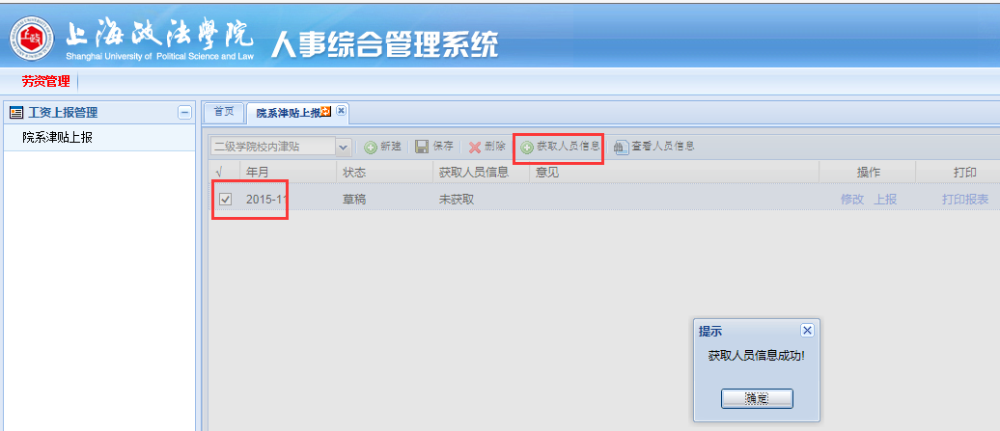 上海政法學院
Shanghai University of Political Science and Law
人事综合管理系统
劳资管理
工资上报管理
院系津贴上报
首页 院系津贴上报
二级学院校内津贴 新建 保存 删除 获取人员信息 查看人员信息
√ 年月 状态 获取人员信息 意见 操作 打印
2015-11 草稿 未获取 修改 上报 打印报表
提示
获取人员信息成功!
确定